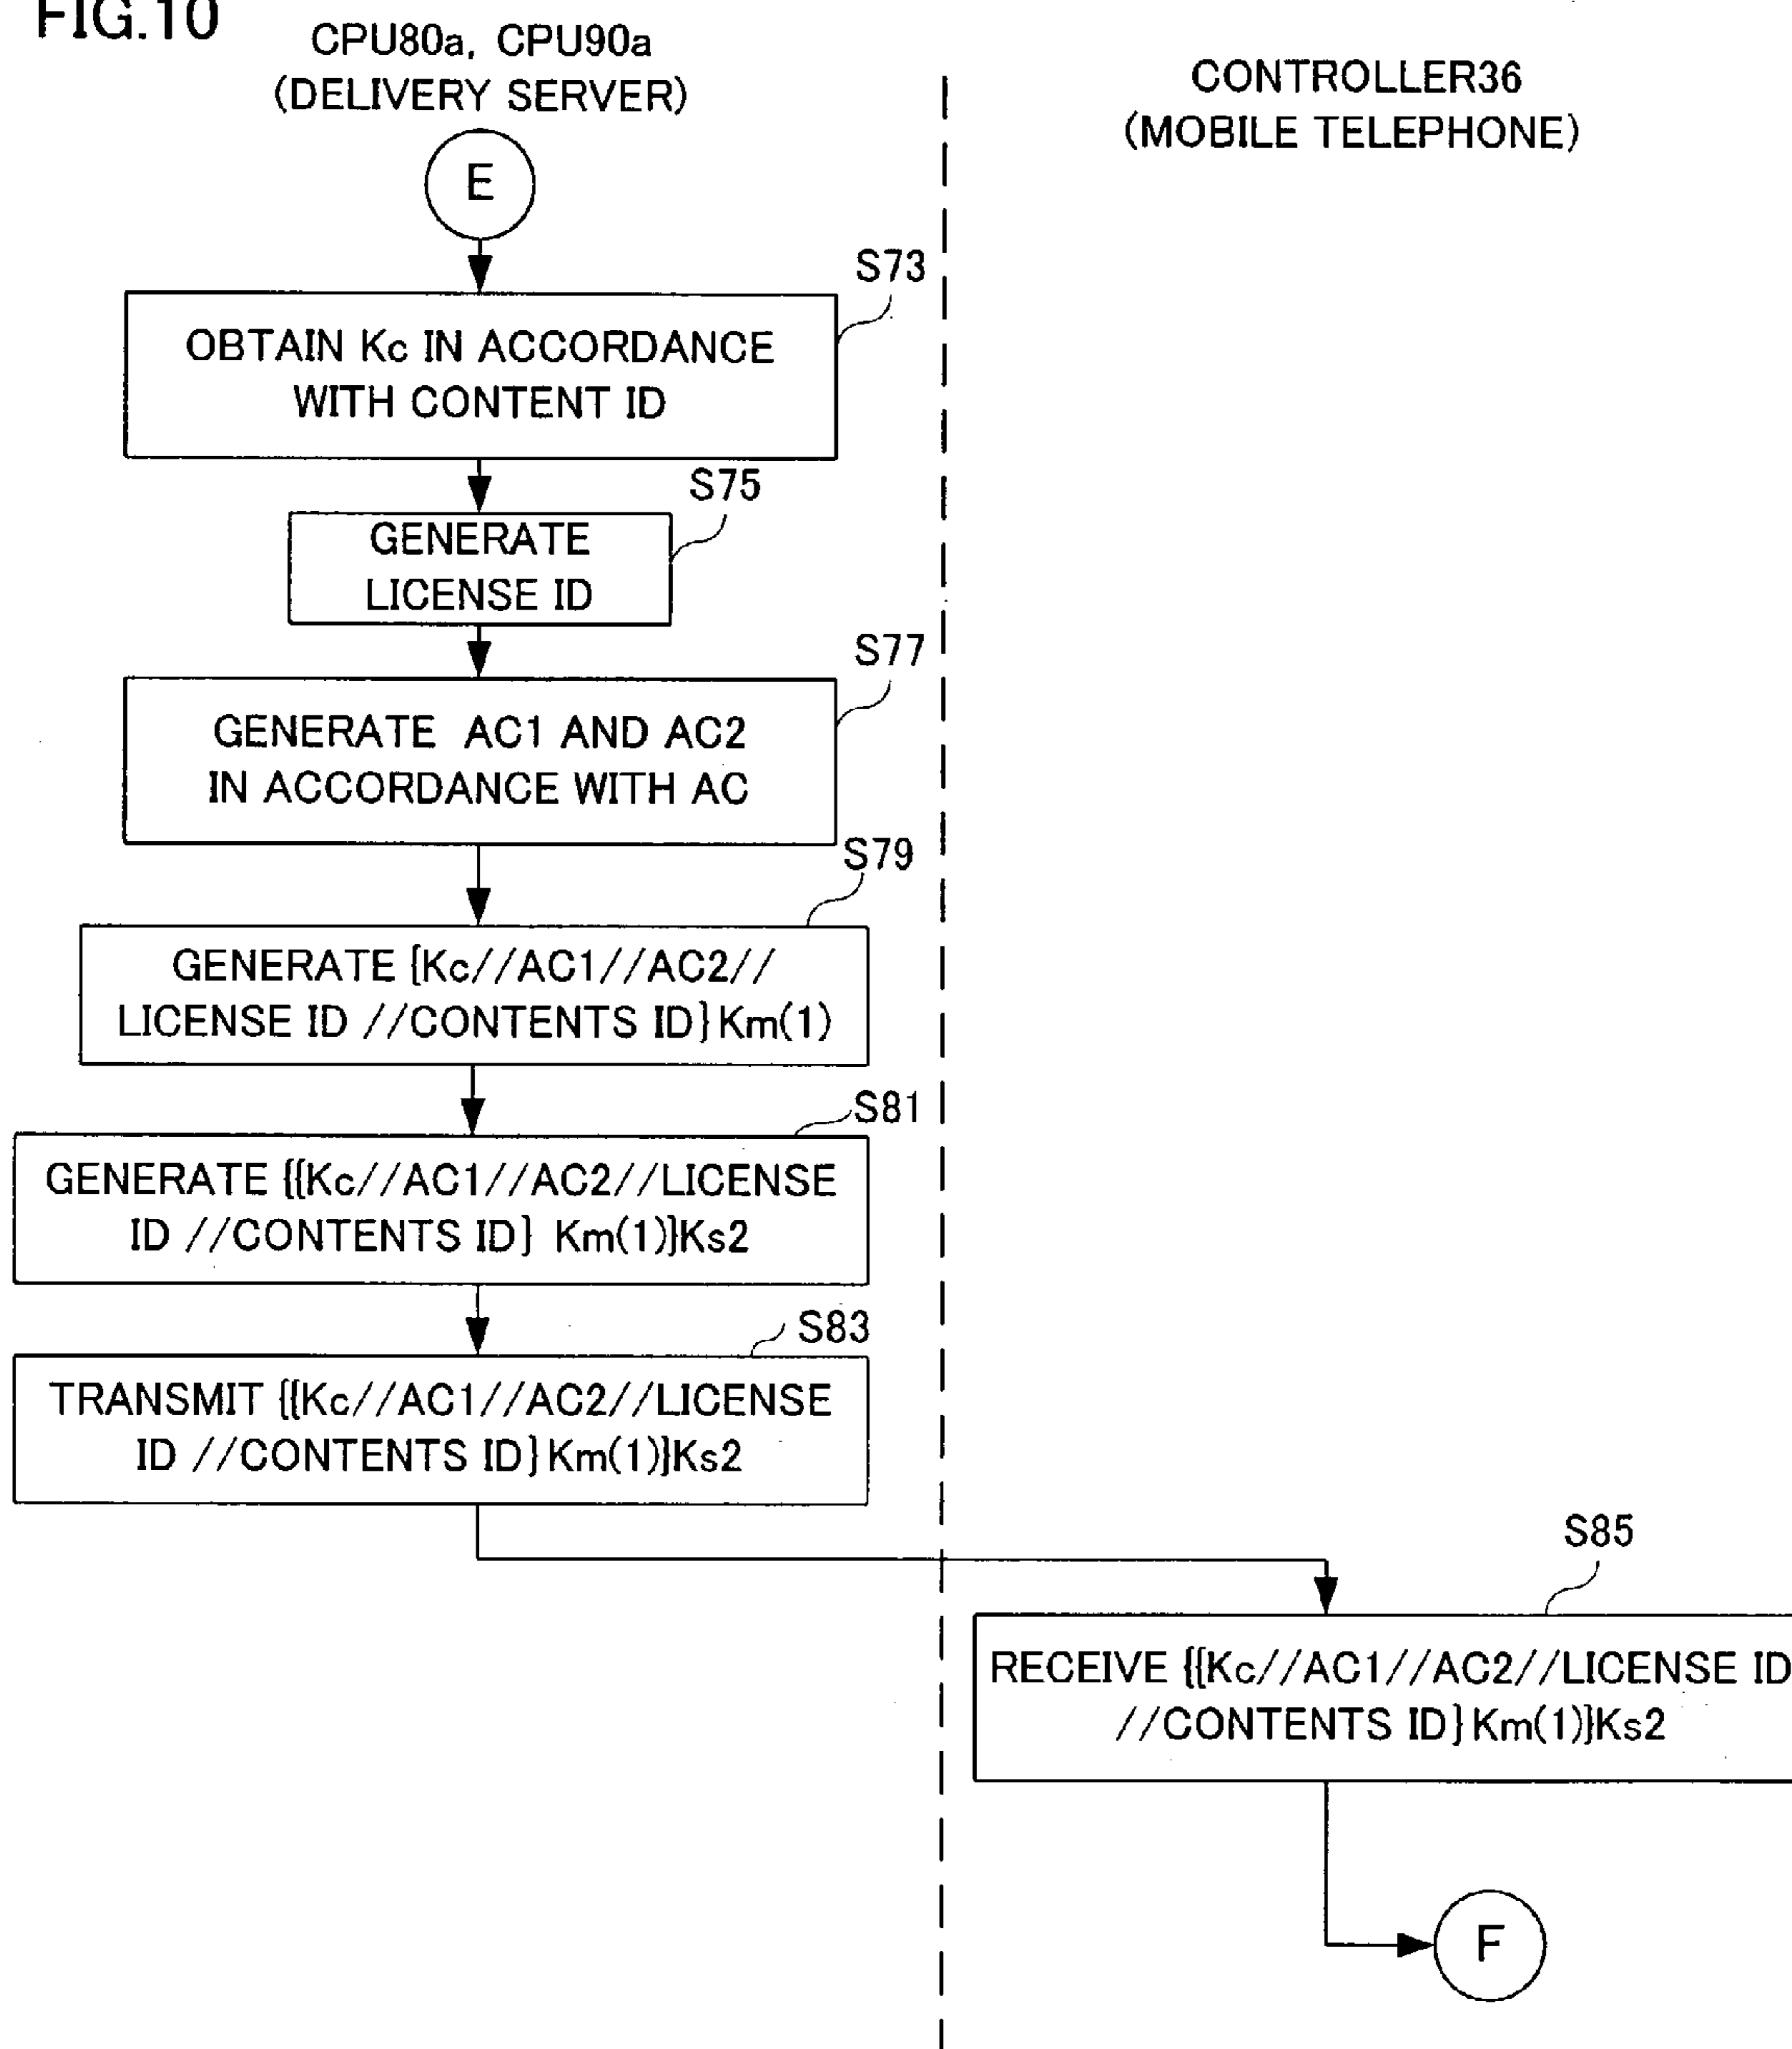 FIG.10
CPU80a, CPU90a
(DELIVERY SERVER)
CONTROLLER36
(MOBILE TELEPHONE)
E
S73
OBTAIN Kc IN ACCORDANCE
WITH CONTENT ID
S75
GENERATE
LICENSE ID
S77
GENERATE AC1 AND AC2
IN ACCORDANCE WITH AC
S79
GENERATE {Kc//AC1//AC2//
LICENSE ID //CONTENTS ID}Km(1)
S81
GENERATE {{Kc//AC1//AC2//LICENSE
ID //CONTENTS ID} Km(1)}Ks2
S83
TRANSMIT {{Kc//AC1//AC2//LICENSE
ID //CONTENTS ID}Km(1)}Ks2
S85
RECEIVE {{Kc//AC1//AC2//LICENSE ID
//CONTENTS ID}Km(1)}Ks2
F